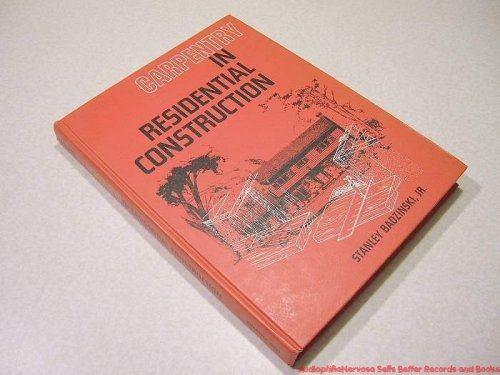 CARPENTRY
IN
RESIDENTIAL
CONSTRUCTION
STANLEY BADZINSKI, JR.
AudiophileNervosa Sells Better Records and Books